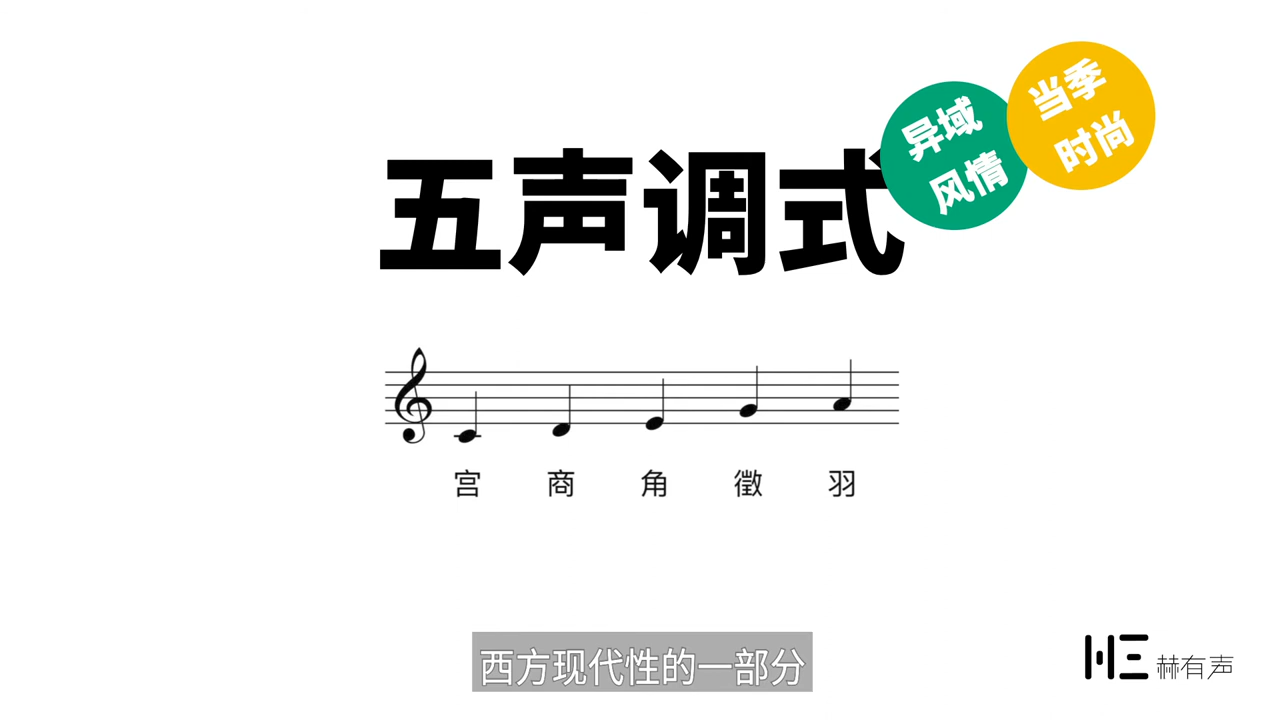 异域
风情
当季
时尚
五声调式
宫 商 角 徵 羽
西方现代性的一部分
HE 赫有声